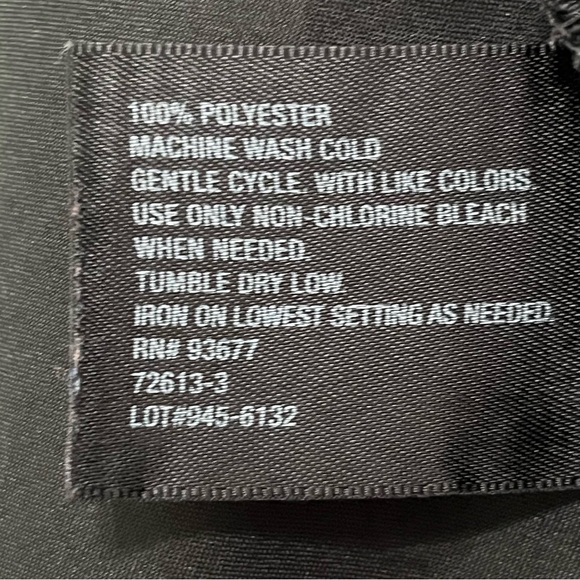 100% POLYESTER
MACHINE WASH COLD
GENTLE CYCLE. WITH LIKE COLORS.
USE ONLY NON-CHLORINE BLEACH
WHEN NEEDED.
TUMBLE DRY LOW.
IRON ON LOWEST SETTING AS NEEDED.
RN# 93677
72613-3
LOT#945-6132